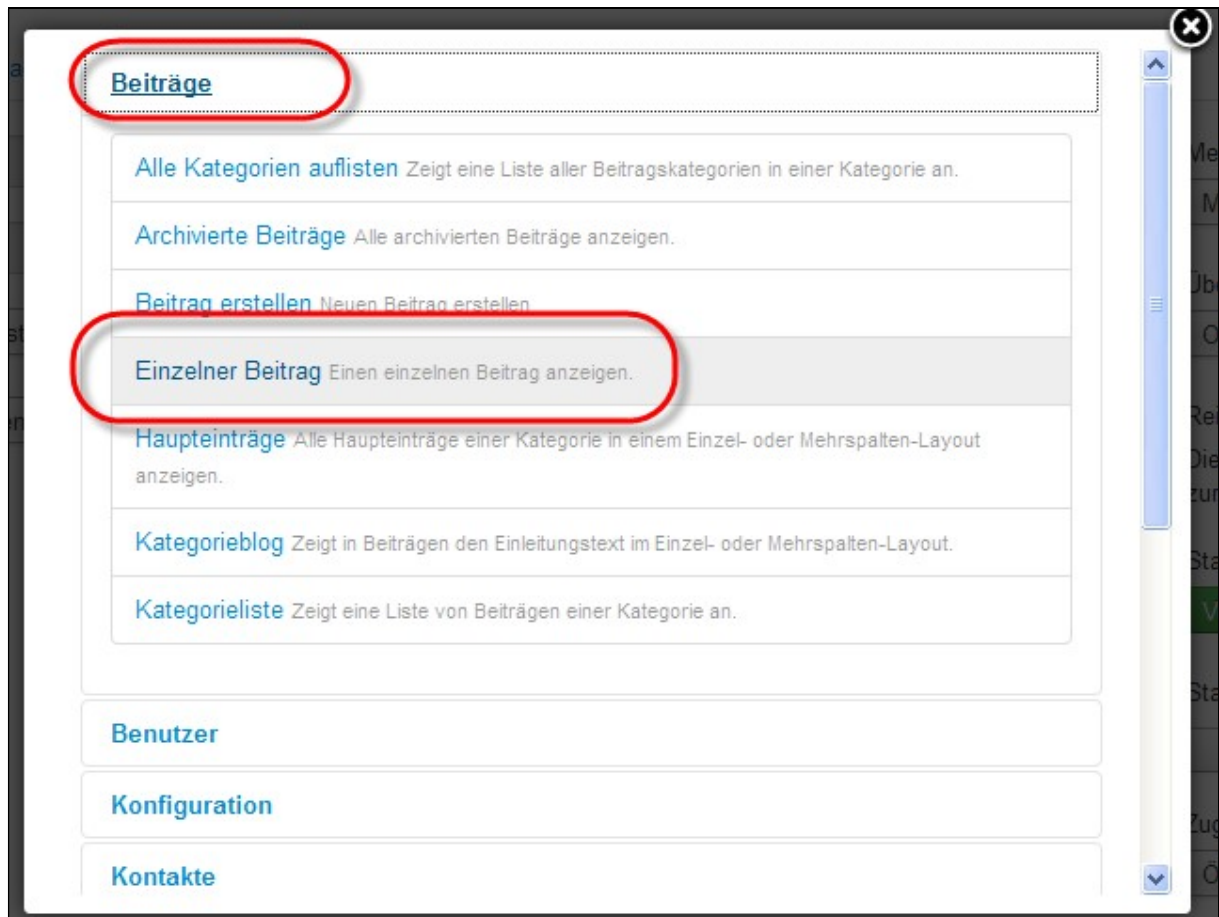 Beiträge
Alle Kategorien auflisten Zeigt eine Liste aller Beitragskategorien in einer Kategorie an.
Archivierte Beiträge Alle archivierten Beiträge anzeigen.
Beitrag erstellen Neuen Beitrag erstellen
Einzelner Beitrag Einen einzelnen Beitrag anzeigen.
Haupteinträge Alle Haupteinträge einer Kategorie in einem Einzel- oder Mehrspalten-Layout
anzeigen.
Kategorieblog Zeigt in Beiträgen den Einleitungstext im Einzel- oder Mehrspalten-Layout.
Kategorieliste Zeigt eine Liste von Beiträgen einer Kategorie an.
Benutzer
Konfiguration
Kontakte